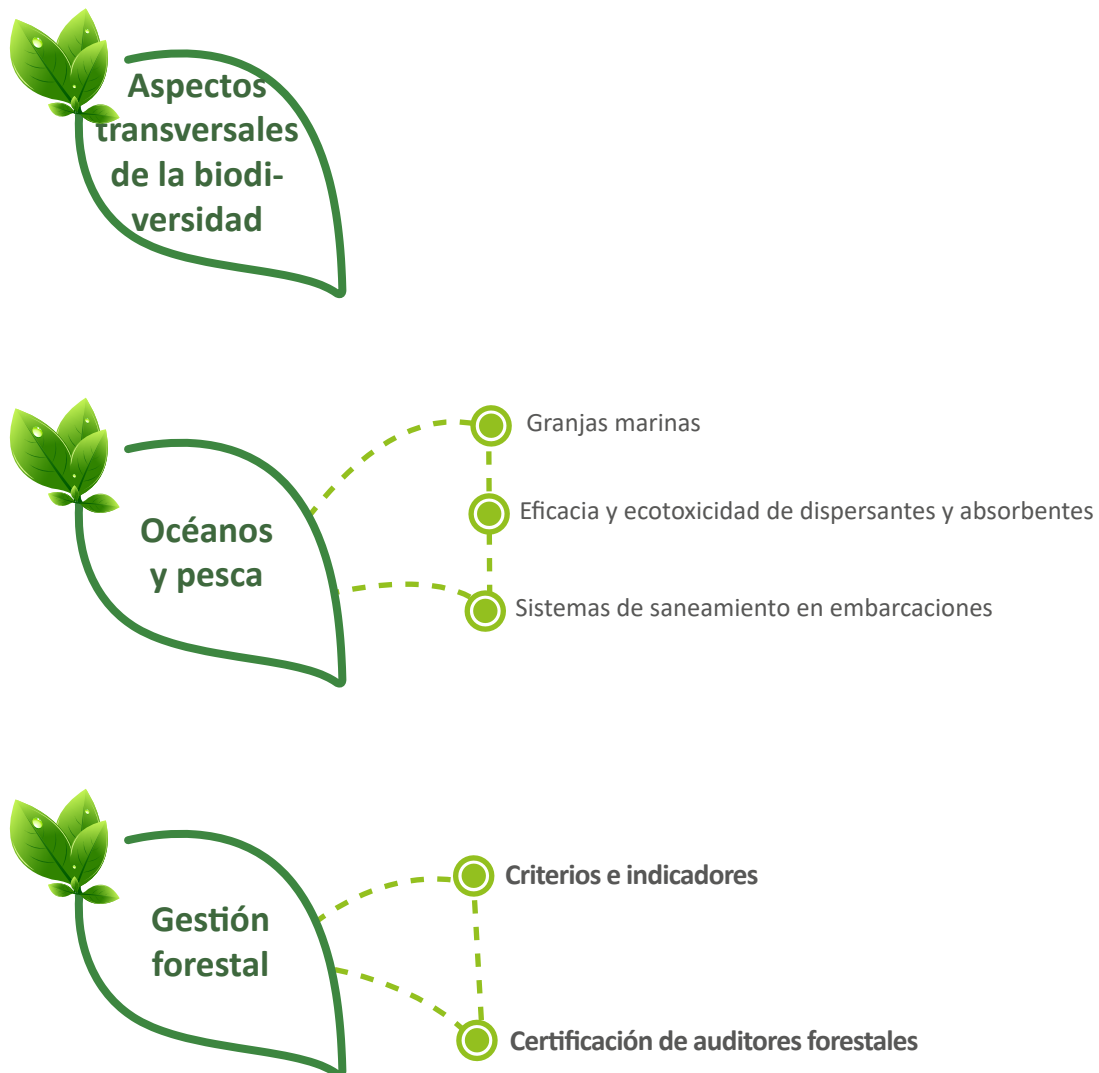 Aspectos
transversales
de la biodi-
versidad
Granjas marinas
Eficacia y ecotoxicidad de dispersantes y absorbentes
Océanos
y pesca
Sistemas de saneamiento en embarcaciones
Criterios e indicadores
Gestión
forestal
Certificación de auditores forestales